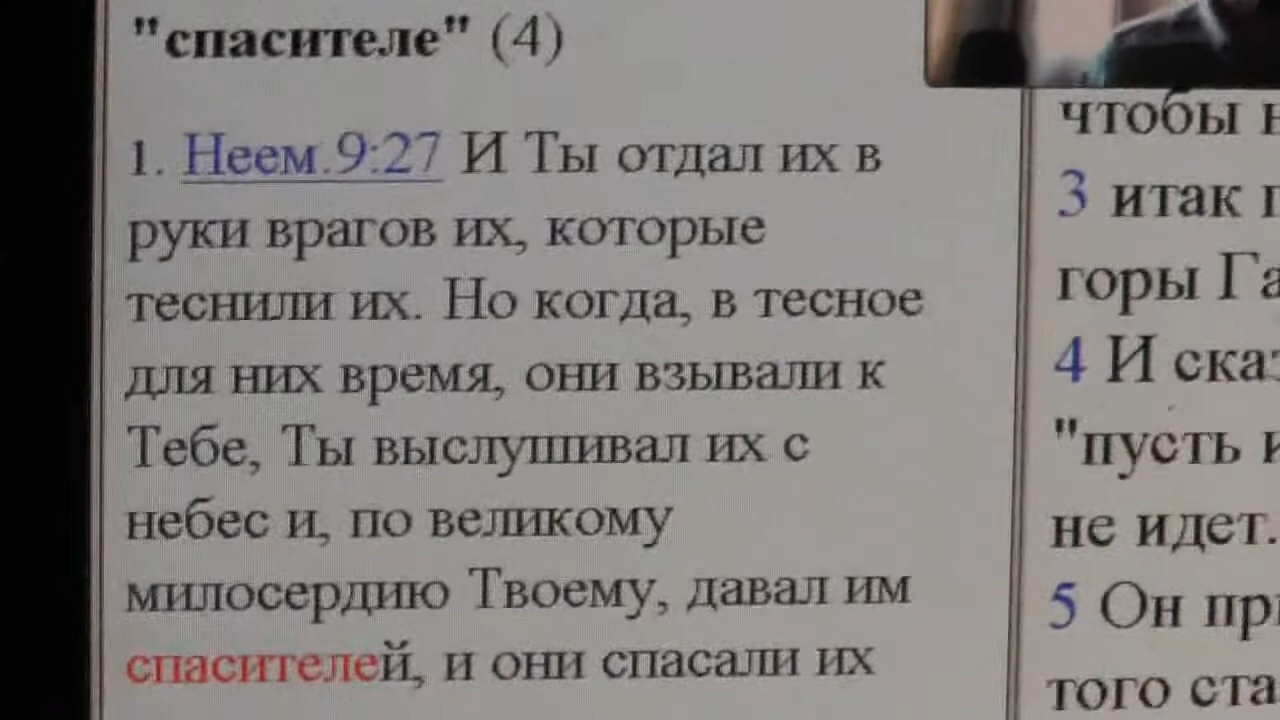 "спасителе" (4)
1. Неем.9:27 И Ты отдал их в
руки врагов их, которые
теснили их. Но когда, в тесное
для них время, они взывали к
Тебе, Ты выслушивал их с
небес и, по великому
милосердию Твоему, давал им
спасителей, и они спасали их
чтобы
3 итак
горы
4 И
"пусть
не идет.
5 Он
того